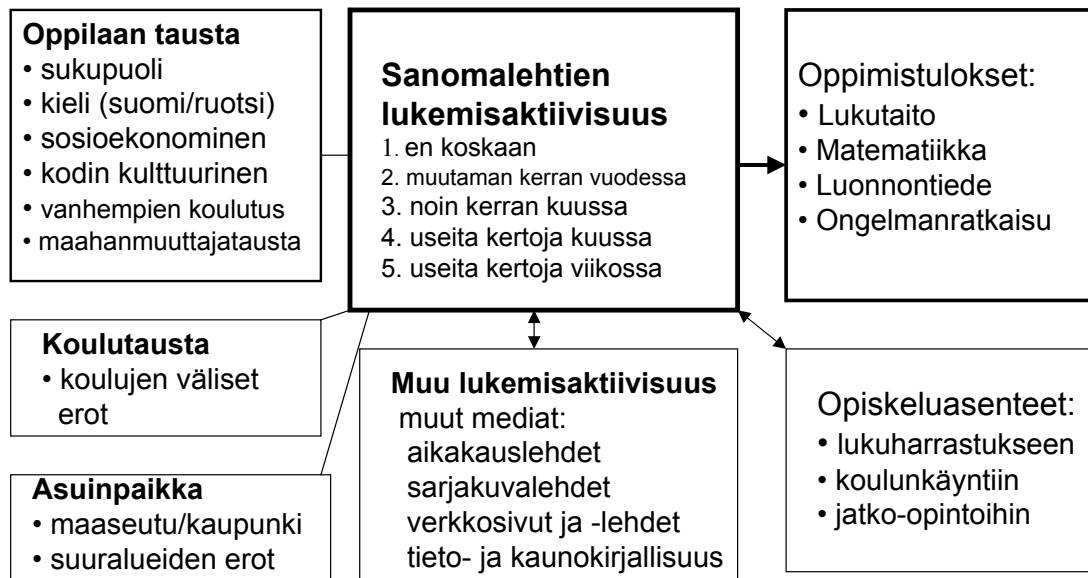 Oppilaan tausta
• sukupuoli
• kieli (suomi/ruotsi)
• sosioekonominen
• kodin kulttuurinen
• vanhempien koulutus
• maahanmuuttajatausta
Sanomalehtien
lukemisaktiivisuus
1. en koskaan
2. muutaman kerran vuodessa
3. noin kerran kuussa
4. useita kertoja kuussa
5. useita kertoja viikossa
Oppimistulokset:
• Lukutaito
• Matematiikka
• Luonnontiede
• Ongelmanratkaisu
Koulutausta
• koulujen väliset
erot
Muu lukemisaktiivisuus
muut mediat:
aikakauslehdet
sarjakuvalehdet
verkkosivut ja -lehdet
tieto- ja kaunokirjallisuus
Opiskeluasenteet:
• lukuharrastukseen
• koulunkäyntiin
• jatko-opintoihin
Asuinpaikka
• maaseutu/kaupunki
• suuralueiden erot